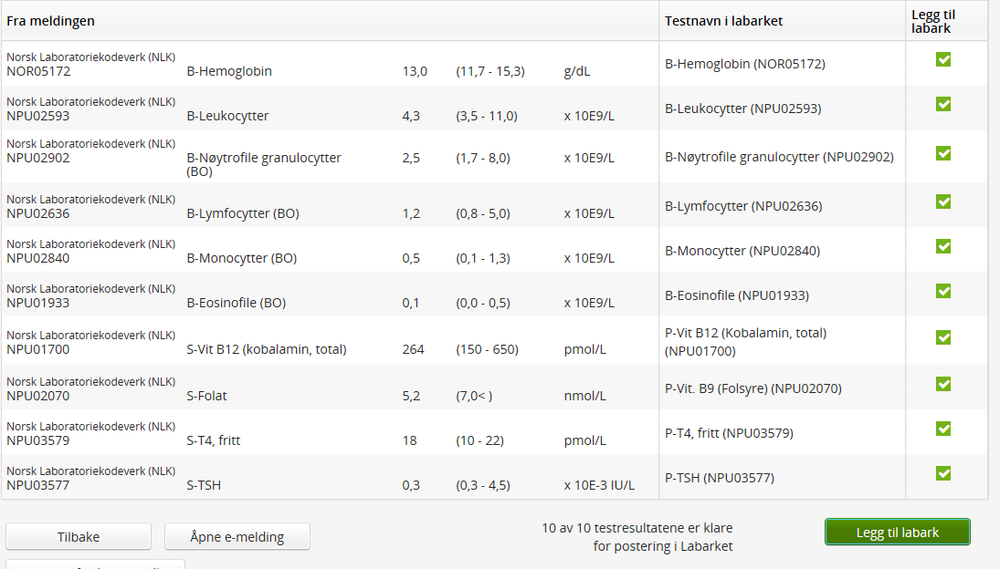 Fra meldingen Testnavn i labarket Legg til
labark
Norsk Laboratoriekodeverk (NLK)
NOR05172 B-Hemoglobin 13,0 (11,7 - 15,3) g/dL B-Hemoglobin (NOR05172)
Norsk Laboratoriekodeverk (NLK)
NPU02593 B-Leukocytter 4,3 (3,5 - 11,0) x 10E9/L B-Leukocytter (NPU02593)
Norsk Laboratoriekodeverk (NLK)
NPU02902 B-Nøytrofile granulocytter 2,5 (1,7 - 8,0) x 10E9/L B-Nøytrofile granulocytter (NPU02902)
(BO)
Norsk Laboratoriekodeverk (NLK)
NPU02636 B-Lymfocytter (BO) 1,2 (0,8 - 5,0) x 10E9/L B-Lymfocytter (NPU02636)
Norsk Laboratoriekodeverk (NLK)
NPU02840 B-Monocytter (BO) 0,5 (0,1 - 1,3) x 10E9/L B-Monocytter (NPU02840)
Norsk Laboratoriekodeverk (NLK)
NPU01933 B-Eosinofile (BO) 0,1 (0,0 - 0,5) x 10E9/L B-Eosinofile (NPU01933)
Norsk Laboratoriekodeverk (NLK) P-Vit B12 (Kobalamin, total)
NPU01700 S-Vit B12 (kobalamin, total) 264 (150 - 650) pmol/L (NPU01700)
Norsk Laboratoriekodeverk (NLK)
NPU02070 S-Folat 5,2 (7,0< ) nmol/L P-Vit. B9 (Folsyre) (NPU02070)
Norsk Laboratoriekodeverk (NLK)
NPU03579 S-T4, fritt 18 (10 - 22) pmol/L P-T4, fritt (NPU03579)
Norsk Laboratoriekodeverk (NLK)
NPU03577 S-TSH 0,3 (0,3 - 4,5) x 10E-3 IU/L P-TSH (NPU03577)
Tilbake Åpne e-melding 10 av 10 testresultatene er klare Legg til labark
for postering i Labarket